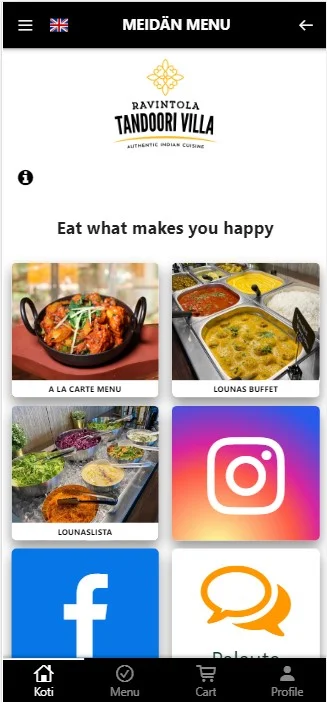 MEIDÄN MENU
RAVINTOLA
TANDOORI VILLA
AUTHENTIC INDIAN CUISINE
Eat what makes you happy
A LA CARTE MENU
LOUNAS BUFFET
LOUNASLISTA
Koti
Menu
Cart
Profile